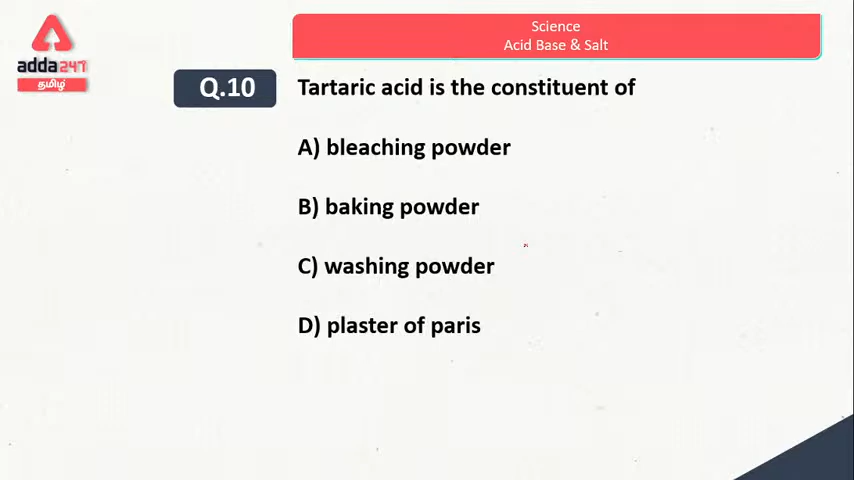 Science
Acid Base & Salt
adda247
தமிழ்
Q.10 Tartaric acid is the constituent of
A) bleaching powder
B) baking powder
C) washing powder
D) plaster of paris